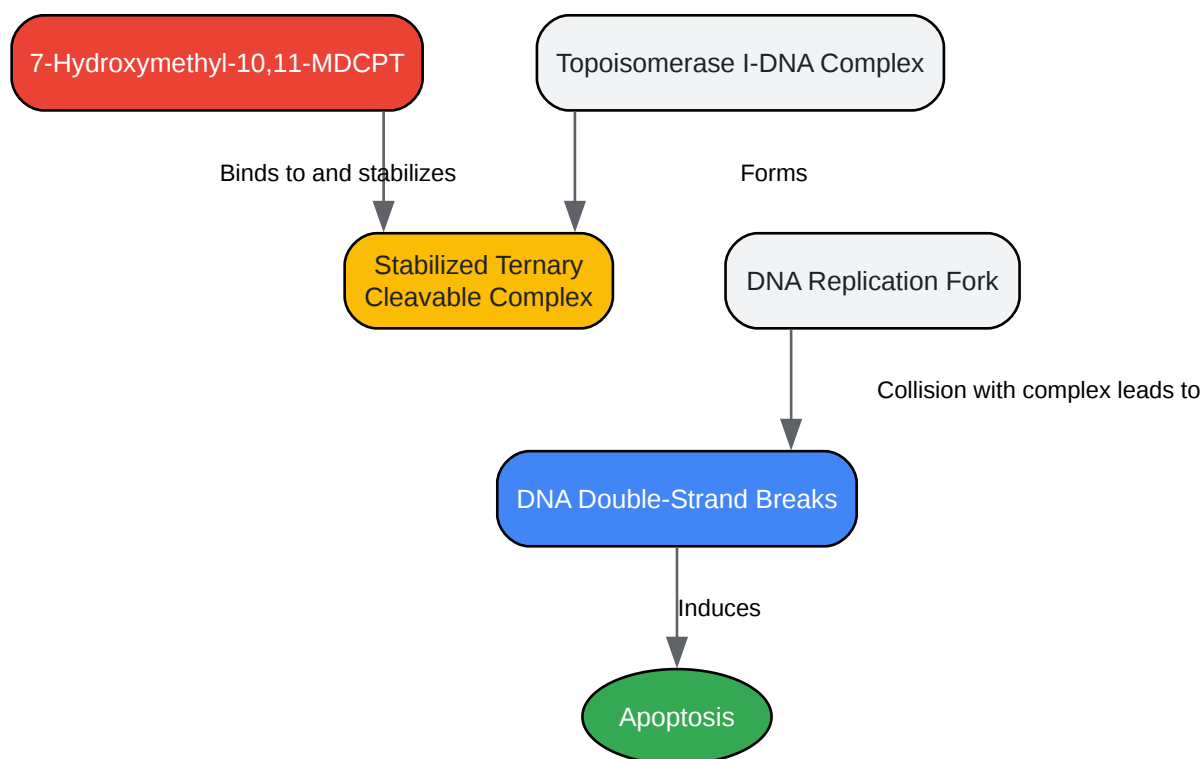 7-Hydroxymethyl-10,11-MDCPT
Topoisomerase I-DNA Complex
Binds to and stabilizes
Forms
Stabilized Ternary
Cleavable Complex
DNA Replication Fork
Collision with complex leads to
DNA Double-Strand Breaks
Induces
Apoptosis